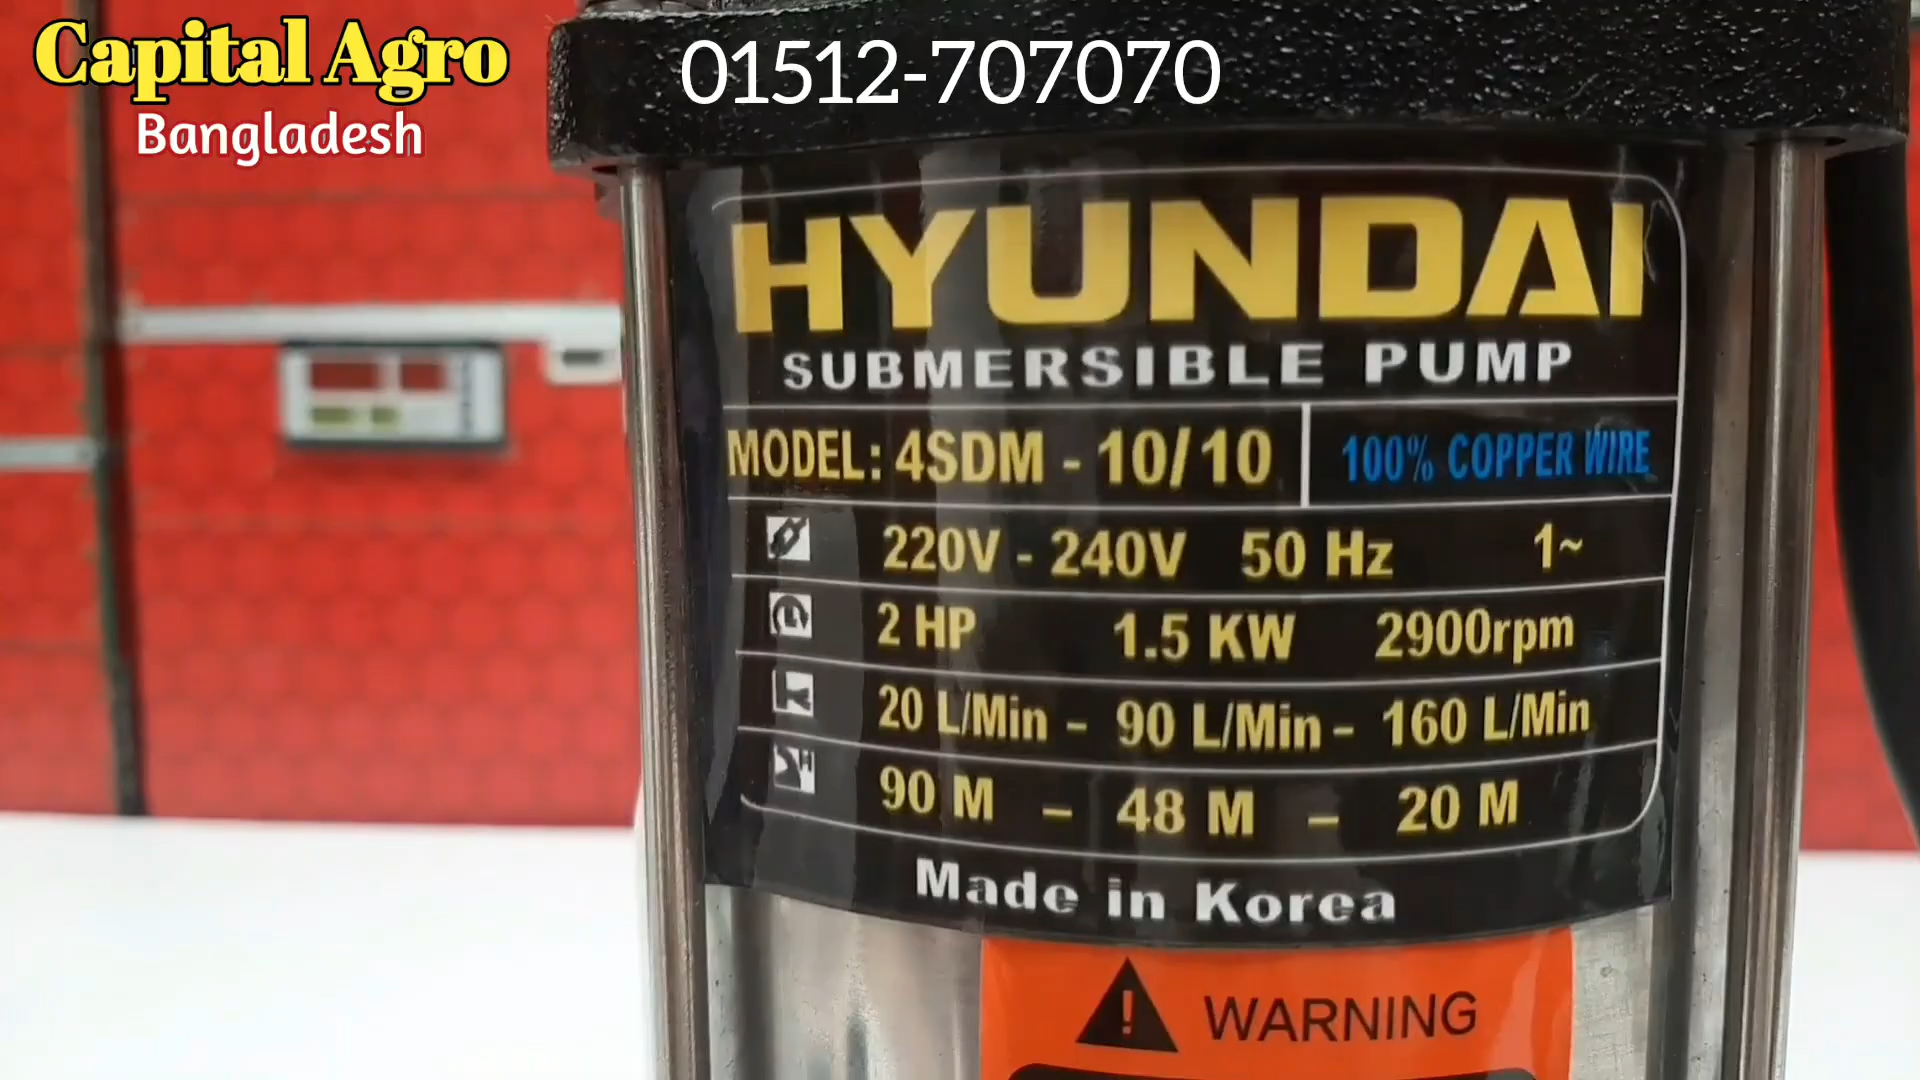 Capital Agro
Bangladesh
01512-707070
HYUNDAI
SUBMERSIBLE PUMP
MODEL: 4SDM - 10/10
100% COPPER WIRE
220V - 240V 50 Hz 1~
2 HP 1.5 KW 2900rpm
20 L/Min - 90 L/Min - 160 L/Min
90 M - 48 M - 20 M
Made in Korea
WARNING